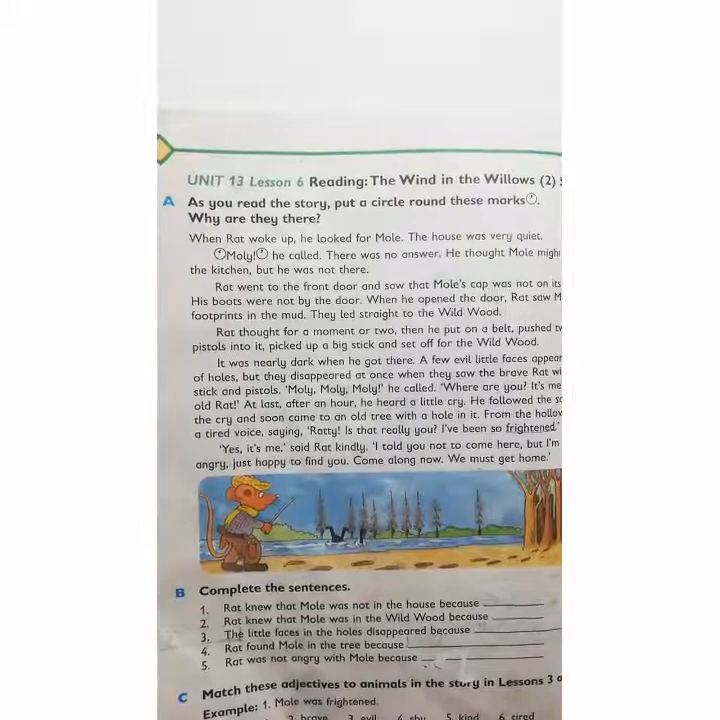 UNIT 13 Lesson 6 Reading: The Wind in the Willows (2)
A As you read the story, put a circle round these marks ʹ.
Why are they there?
When Rat woke up, he looked for Mole. The house was very quiet.
'Moly!' he called. There was no answer. He thought Mole
the kitchen, but he was not there.
Rat went to the front door and saw that Mole's cap was not on its
His boots were not by the door. When he opened the door, Rat saw
footprints in the mud. They led straight to the Wild Wood.
Rat thought for a moment or two, then he put on a belt, pushed
pistols into it, picked up a big stick and set off for the Wild Wood.
It was nearly dark when he got there. A few evil little faces
of holes, but they disappeared at once when they saw the brave Rat
stick and pistols. 'Moly, Moly, Moly!' he called. 'Where are you? It's me
old Rat!' At last, after an hour, he heard a little cry. He followed the
the cry and soon came to an old tree with a hole in it. From the
a tired voice, saying, 'Ratty! Is that really you? I've been so frightened.'
'Yes, it's me,' said Rat kindly. 'I told you not to come here, but I'm
angry, just happy to find you. Come along now. We must get home.'
B Complete the sentences.
1. Rat knew that Mole was not in the house because
2. Rat knew that Mole was in the Wild Wood because
3. The little faces in the holes disappeared because
4. Rat found Mole in the tree because
5. Rat was not angry with Mole because
C Match these adjectives to animals in the story in Lessons 3
Example: 1. Mole was frightened.
2. brave 3. evil 4. shy 5. kind 6. tired